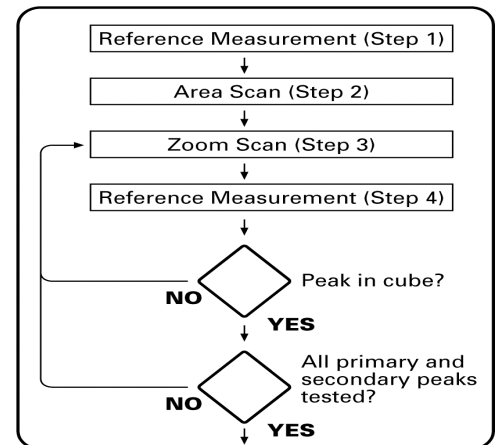 Reference Measurement (Step 1)
Area Scan (Step 2)
Zoom Scan (Step 3)
Reference Measurement (Step 4)
Peak in cube?
NO
YES
All primary and
secondary peaks
tested?
NO
YES